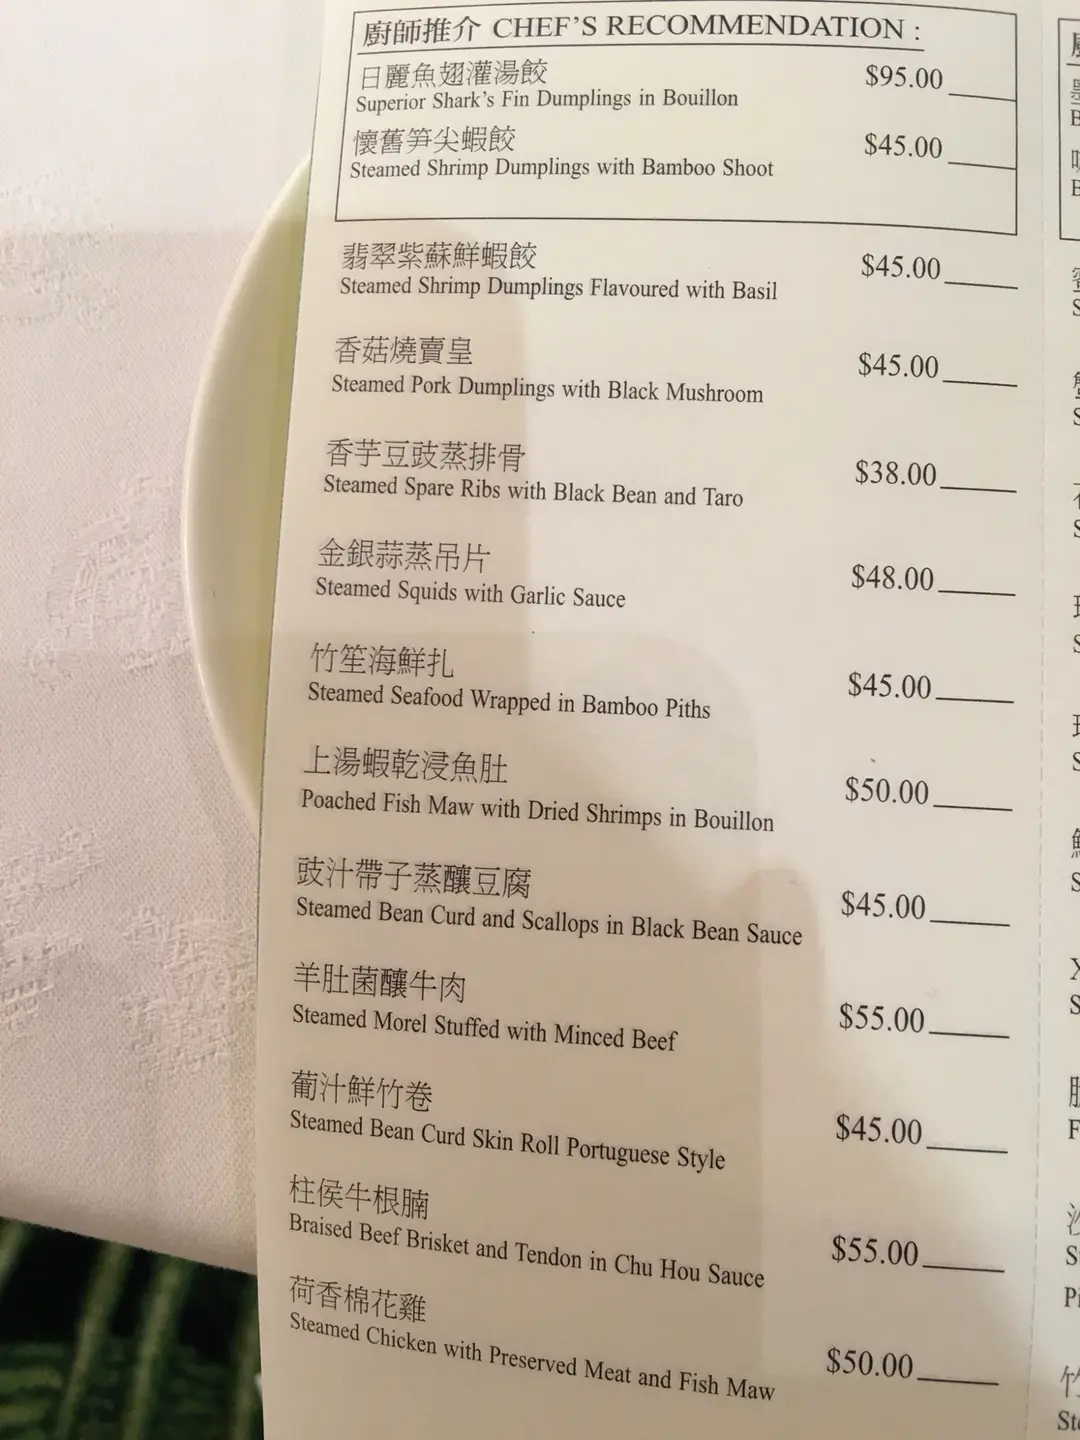 廚師推介 CHEF'S RECOMMENDATION :
日麗魚翅灌湯餃 $95.00
Superior Shark's Fin Dumplings in Bouillon
懷舊笋尖蝦餃 $45.00
Steamed Shrimp Dumplings with Bamboo Shoot
翡翠紫蘇鮮蝦餃 $45.00
Steamed Shrimp Dumplings Flavoured with Basil
香菇燒賣皇 $45.00
Steamed Pork Dumplings with Black Mushroom
香芋豆豉蒸排骨 $38.00
Steamed Spare Ribs with Black Bean and Taro
金銀蒜蒸吊片 $48.00
Steamed Squids with Garlic Sauce
竹笙海鮮扎 $45.00
Steamed Seafood Wrapped in Bamboo Piths
上湯蝦乾浸魚肚 $50.00
Poached Fish Maw with Dried Shrimps in Bouillon
豉汁帶子蒸釀豆腐 $45.00
Steamed Bean Curd and Scallops in Black Bean Sauce
羊肚菌釀牛肉 $55.00
Steamed Morel Stuffed with Minced Beef
葡汁鮮竹卷 $45.00
Steamed Bean Curd Skin Roll Portuguese Style
柱侯牛根腩 $55.00
Braised Beef Brisket and Tendon in Chu Hou Sauce
荷香棉花雞 $50.00
Steamed Chicken with Preserved Meat and Fish Maw